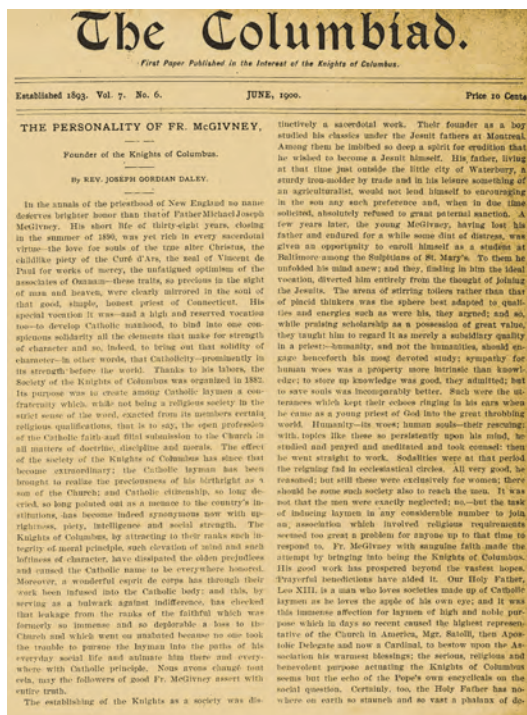 The Columbiad.
First Paper Published in the Interest of the Knights of Columbus.
Established 1893. Vol. 7. No. 6.
JUNE, 1900.
Price 10 Cents
THE PERSONALITY OF FR. McGIVNEY,
Founder of the Knights of Columbus.
By REV. JOSEPH GORDIAN DALEY.
In the annals of the priesthood of New England no name
deserves brighter honor than that of Father Michael Joseph
McGivney. His short life of thirty-eight years, closing
in the summer of 1890, was yet rich in every sacerdotal
virtue—the love for souls of the true alter Christus, the
childlike piety of the Curé d'Ars, the zeal of Vincent de
Paul for works of mercy, the unfatigued optimism of the
associates of Ozanam—these traits, so precious in the sight
of man and heaven, were clearly mirrored in the soul of
that good, simple, honest priest of Connecticut. His
special vocation it was—and a high and reserved vocation
too—to develop Catholic manhood, to bind into one con-
spicuous solidarity all the elements that make for strength
of character and so, indeed, to bring out that solidity of
character—in other words, that Catholicity—prominently in
its strength before the world. Thanks to his labors, the
Society of the Knights of Columbus was organized in 1882.
Its purpose was to create among Catholic laymen a con-
fraternity which, while not being a religious society in the
strict sense of the word, exacted from its members certain
religious qualifications, that is to say, the open profession
of the Catholic faith and filial submission to the Church in
all matters of doctrine, discipline and morals. The effect
of the society of the Knights of Columbus has since that
become extraordinary; the Catholic layman has been
brought to realize the preciousness of his birthright as a
son of the Church; and Catholic citizenship, so long de-
cried, so long pointed out as a menace to the country's in-
stitutions, has become indeed synonymous now with up-
rightness, piety, intelligence and social strength. The
Knights of Columbus, by attracting to their ranks such in-
tegrity of moral principle, such elevation of mind and such
loftiness of character, have dissipated the olden prejudices
and caused the Catholic name to be everywhere honored.
Moreover, a wonderful esprit de corps has through their
work been infused into the Catholic body; and this, by
serving as a bulwark against indifference, has checked
that leakage from the ranks of the faithful which was
formerly so immense and so deplorable a loss to the
Church and which went on unabated because no one took
the trouble to pursue the layman into the paths of his
everyday social life and animate him there and every-
where with Catholic principle. Nous avons change tout
cela, may the followers of good Fr. McGivney assert with
entire truth.
The establishing of the Knights as a society was dis-
tinctively a sacerdotal work. Their founder as a boy
studied his classics under the Jesuit fathers at Montreal.
Among them he imbibed so deep a spirit for erudition that
he wished to become a Jesuit himself. His father, living
at that time just outside the little city of Waterbury, a
sturdy iron-molder by trade and in his leisure something of
an agriculturalist, would not lend himself to encouraging
in the son any such preference and, when in due time
solicited, absolutely refused to grant paternal sanction. A
few years later, the young McGivney, having lost his
father and endured for a while some diat of distress, was
given an opportunity to enroll himself as a student at
Baltimore among the Sulpitians of St. Mary's. To them he
unfolded his mind anew; and they, finding in him the ideal
vocation, diverted him entirely from the thought of joining
the Jesuits. The arena of stirring toilers rather than that
of placid thinkers was the sphere best adapted to quali-
ties and energies such as were his, they argued; and so,
while praising scholarship as a possession of great value,
they taught him to regard it as merely a subsidiary quality
in a priest—humanity, and not the humanities, should en-
gage henceforth his most devoted study; sympathy for
human woes was a property more intrinsic than knowl-
edge; to store up knowledge was good, they admitted; but
to save souls was incomparably better. Such were the ut-
terances which kept their echoes ringing in his ears when
he came as a young priest of God into the great throbbing
world. Humanity—its woes; human souls—their rescuing;
with topics like these so persistently upon his mind, he
studied and prayed and meditated and took counsel; then
he went straight to work. Sodalities were at that period
the reigning fad in ecclesiastical circles. All very good, he
reasoned; but still these were exclusively for women; there
should be some such society also to reach the men. It was
not that the men were exactly neglected; no,—but the task
of inducing laymen in any considerable number to join
an association which involved religious requirements
seemed too great a problem for anyone up to that time to
respond to. Fr. McGivney with sanguine faith made the
attempt by bringing into being the Knights of Columbus.
His good work has prospered beyond the vastest hopes.
Prayerful benedictions have aided it. Our Holy Father,
Leo XIII. is a man who loves societies made up of Catholic
laymen as he loves the apple of his own eye; and it was
this immense affection for laymen of high and noble pur-
pose which in days so recent caused the highest represen-
tative of the Church in America, Mgr. Satolli, then Apos-
tolic Delegate and now a Cardinal, to bestow upon the As-
sociation his warmest blessings; the serious, religious and
benevolent purpose actuating the Knights of Columbus
seems but the echo of the Pope's own encyclicals on the
social question. Certainly, too, the Holy Father has no-
where on earth so staunch and so vast a phalanx of de-